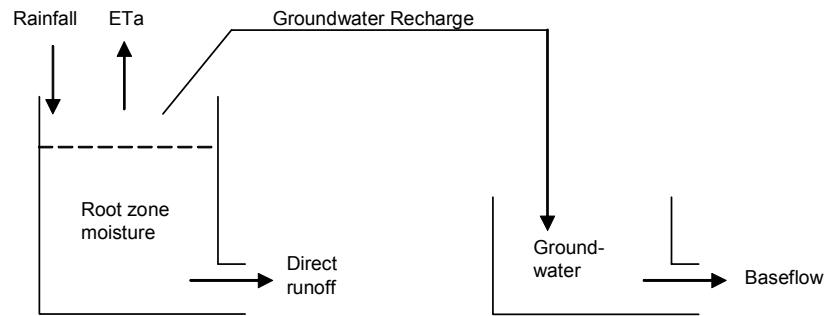 Rainfall
ETa
Groundwater Recharge
Root zone
moisture
Direct
runoff
Ground-
water
Baseflow